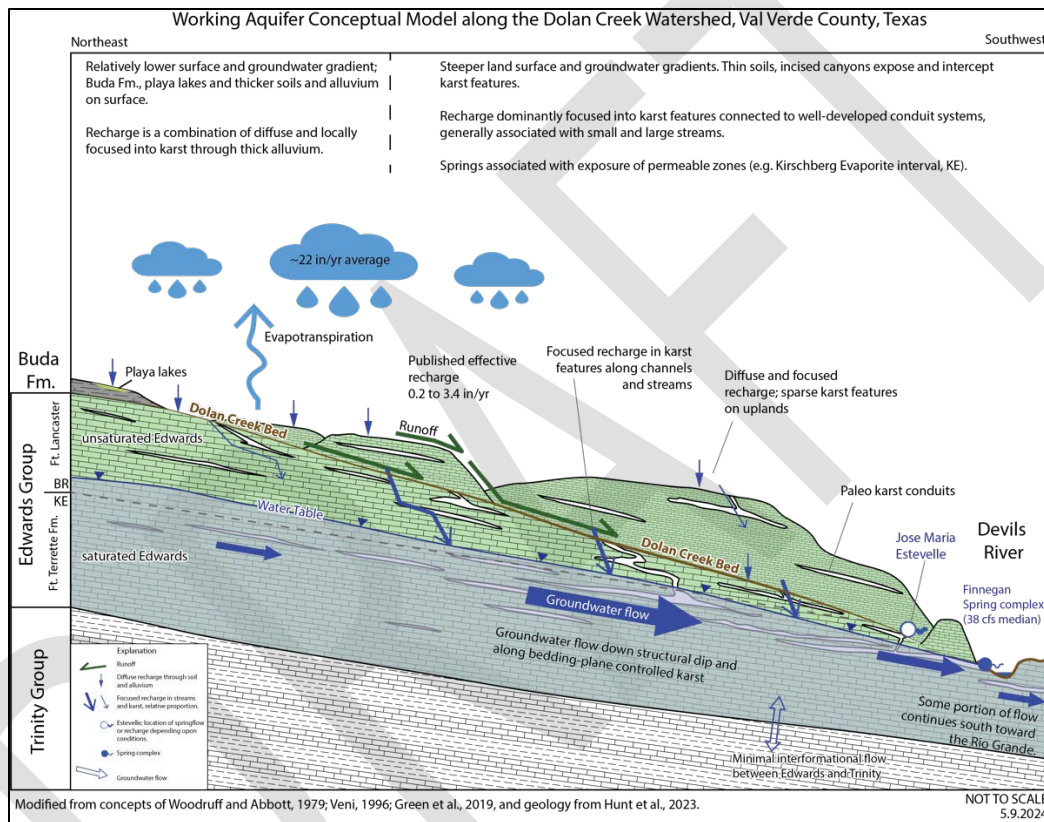 Working Aquifer Conceptual Model along the Dolan Creek Watershed, Val Verde County, Texas
Northeast
Southwest
Relatively lower surface and groundwater gradient;
Buda Fm., playa lakes and thicker soils and alluvium
on surface.
Recharge is a combination of diffuse and locally
focused into karst through thick alluvium.
Steeper land surface and groundwater gradients. Thin soils, incised canyons expose and intercept
karst features.
Recharge dominantly focused into karst features connected to well-developed conduit systems,
generally associated with small and large streams.
Springs associated with exposure of permeable zones (e.g. Kirschberg Evaporite interval, KE).
~22 in/yr average
Evapotranspiration
Buda
Fm.
Playa lakes
Published effective
recharge
0.2 to 3.4 in/yr
Focused recharge in karst
features along channels
and streams
Diffuse and focused
recharge; sparse karst features
on uplands
Runoff
Dolan Creek Bed
Edwards Group
Ft. Lancaster
unsaturated Edwards
BR
KE
Ft. Terrette Fm.
Water Table
saturated Edwards
Paleo karst conduits
Dolan Creek Bed
Jose Maria
Estevelle
Devils
River
Finnegan
Spring complex
(38 cfs median)
Groundwater flow
Groundwater flow down structural dip and
along bedding-plane controlled karst
Some portion of flow
continues south toward
the Rio Grande.
Minimal interformational flow
between Edwards and Trinity
Trinity Group
Explanation
Runoff
Diffuse recharge through soil
and alluvium
Focused recharge in streams
and karst, relative proportion.
Estevelle; location of springflow
or recharge depending upon
conditions.
Spring complex
Groundwater flow
Modified from concepts of Woodruff and Abbott, 1979; Veni, 1996; Green et al., 2019, and geology from Hunt et al., 2023.
NOT TO SCALE
5.9.2024
DRAFT